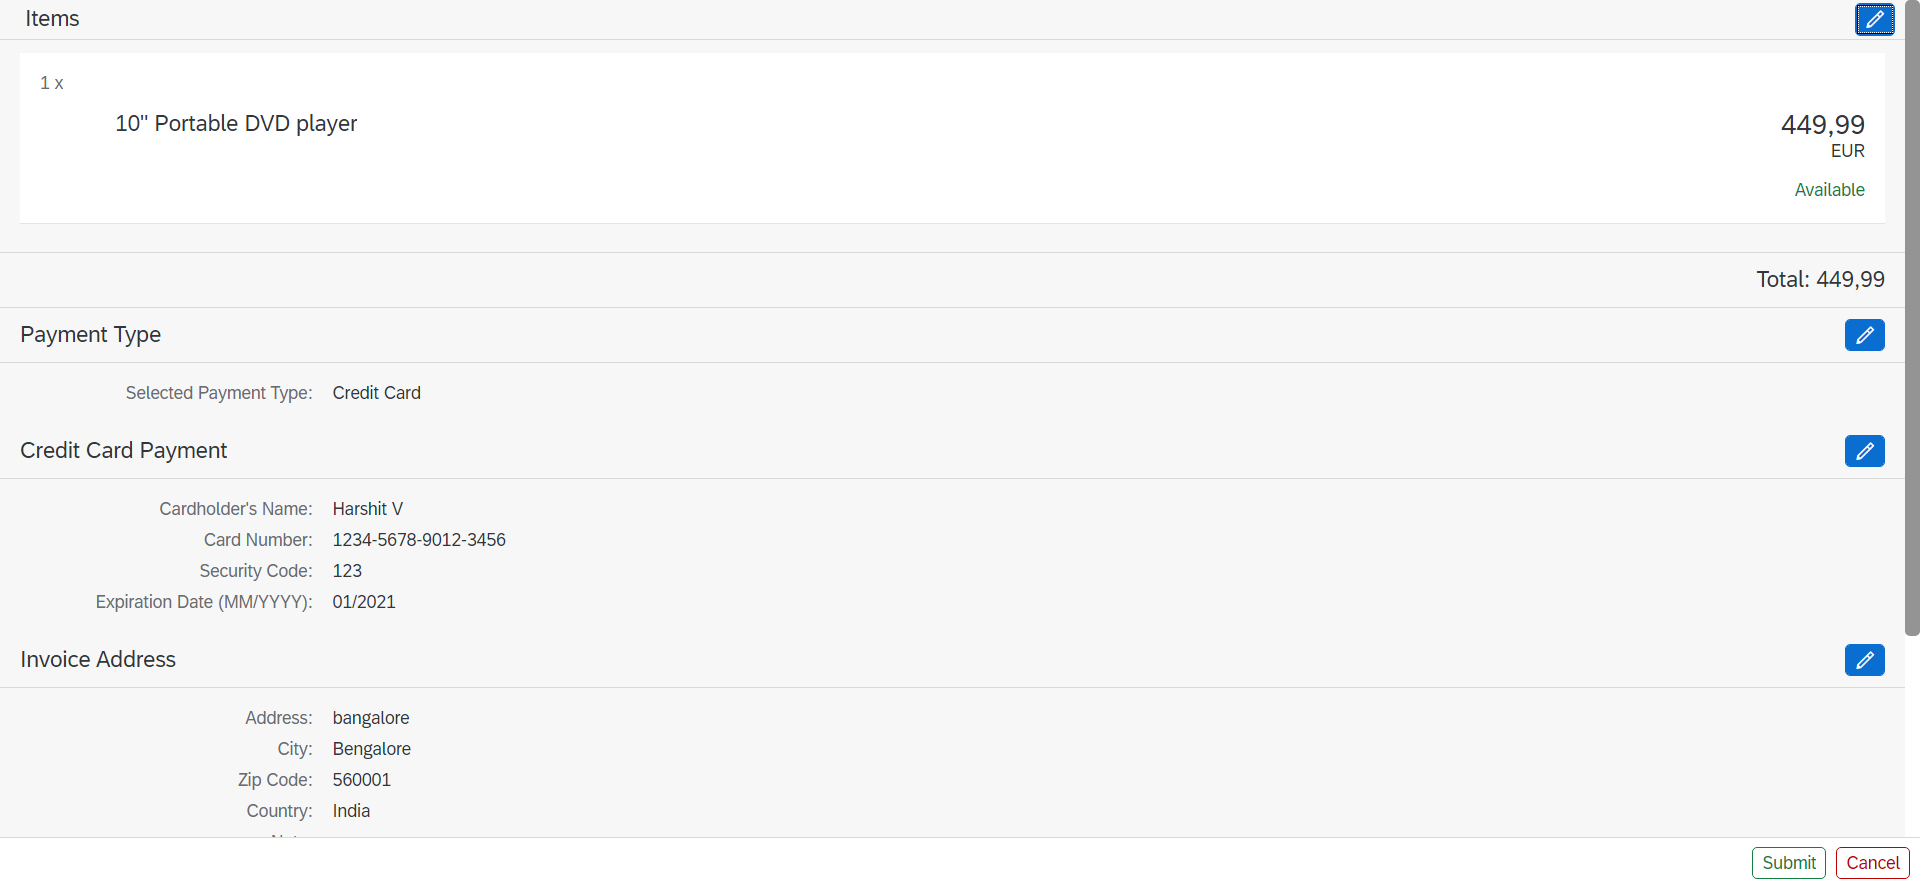 Items
1 x
10" Portable DVD player
449,99
EUR
Available
Total: 449,99
Payment Type
Selected Payment Type: Credit Card
Credit Card Payment
Cardholder's Name: Harshit V
Card Number: 1234-5678-9012-3456
Security Code: 123
Expiration Date (MM/YYYY): 01/2021
Invoice Address
Address: bangalore
City: Bengalore
Zip Code: 560001
Country: India
Submit Cancel